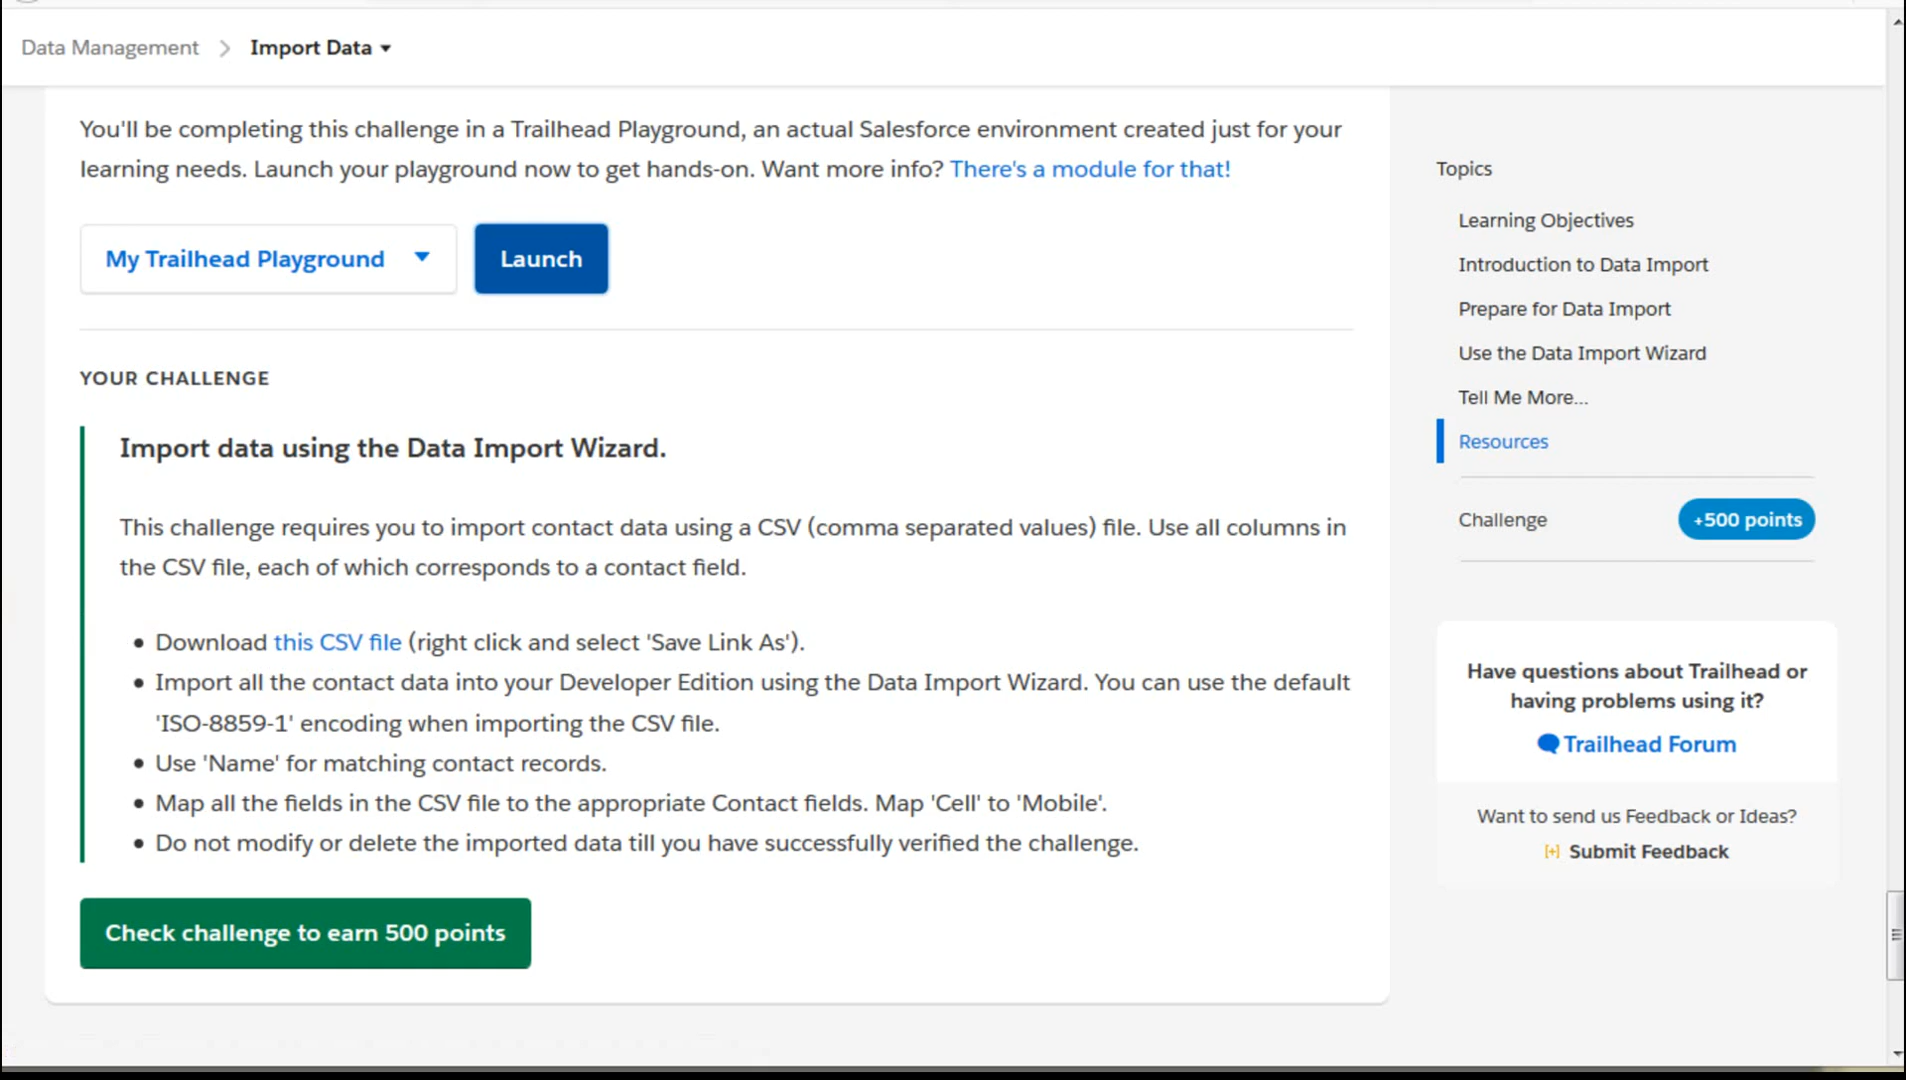 Data Management > Import Data
You'll be completing this challenge in a Trailhead Playground, an actual Salesforce environment created just for your
learning needs. Launch your playground now to get hands-on. Want more info? There's a module for that!
My Trailhead Playground
Launch
YOUR CHALLENGE
Import data using the Data Import Wizard.
This challenge requires you to import contact data using a CSV (comma separated values) file. Use all columns in
the CSV file, each of which corresponds to a contact field.
• Download this CSV file (right click and select 'Save Link As').
• Import all the contact data into your Developer Edition using the Data Import Wizard. You can use the default
'ISO-8859-1' encoding when importing the CSV file.
• Use 'Name' for matching contact records.
• Map all the fields in the CSV file to the appropriate Contact fields. Map 'Cell' to 'Mobile'.
• Do not modify or delete the imported data till you have successfully verified the challenge.
Check challenge to earn 500 points
Topics
Learning Objectives
Introduction to Data Import
Prepare for Data Import
Use the Data Import Wizard
Tell Me More...
Resources
Challenge +500 points
Have questions about Trailhead or
having problems using it?
Trailhead Forum
Want to send us Feedback or Ideas?
[+] Submit Feedback